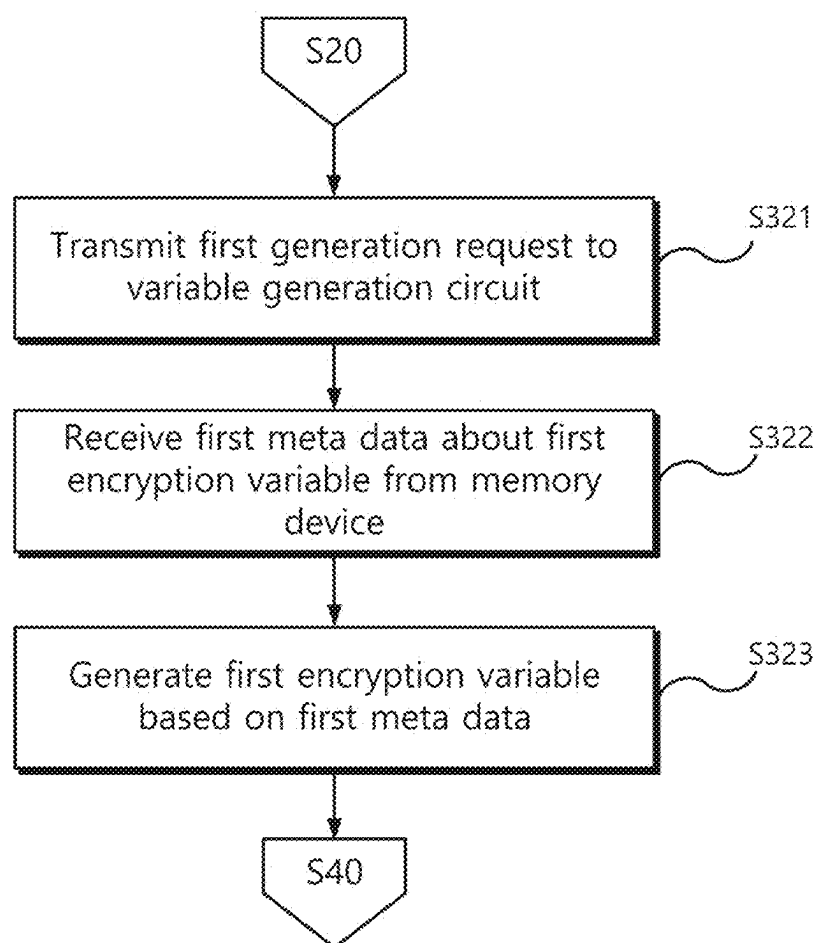 S20
Transmit first generation request to
variable generation circuit
S321
Receive first meta data about first
encryption variable from memory
device
S322
Generate first encryption variable
based on first meta data
S323
S40